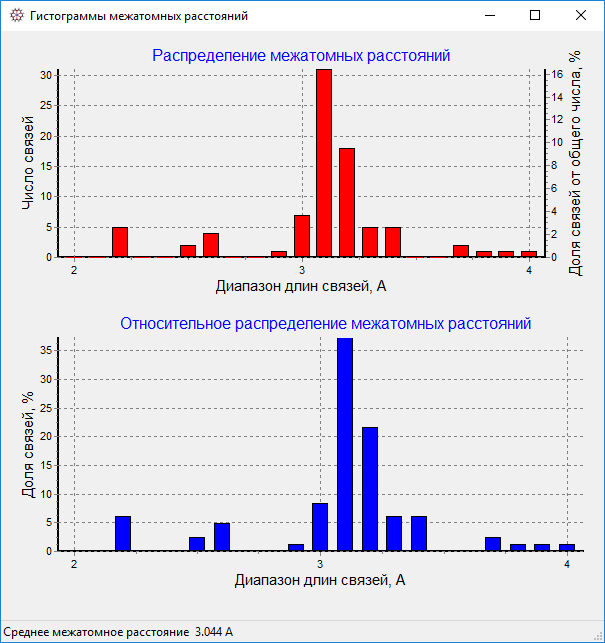 Гистограммы межатомных расстояний
Распределение межатомных расстояний
Число связей
30
25
20
15
10
5
0
16
14
12
10
8
6
4
2
0
Доля связей от общего числа, %
2 3 4
Диапазон длин связей, А
Относительное распределение межатомных расстояний
Доля связей, %
35
30
25
20
15
10
5
0
2 3 4
Диапазон длин связей, А
Среднее межатомное расстояние 3.044 А